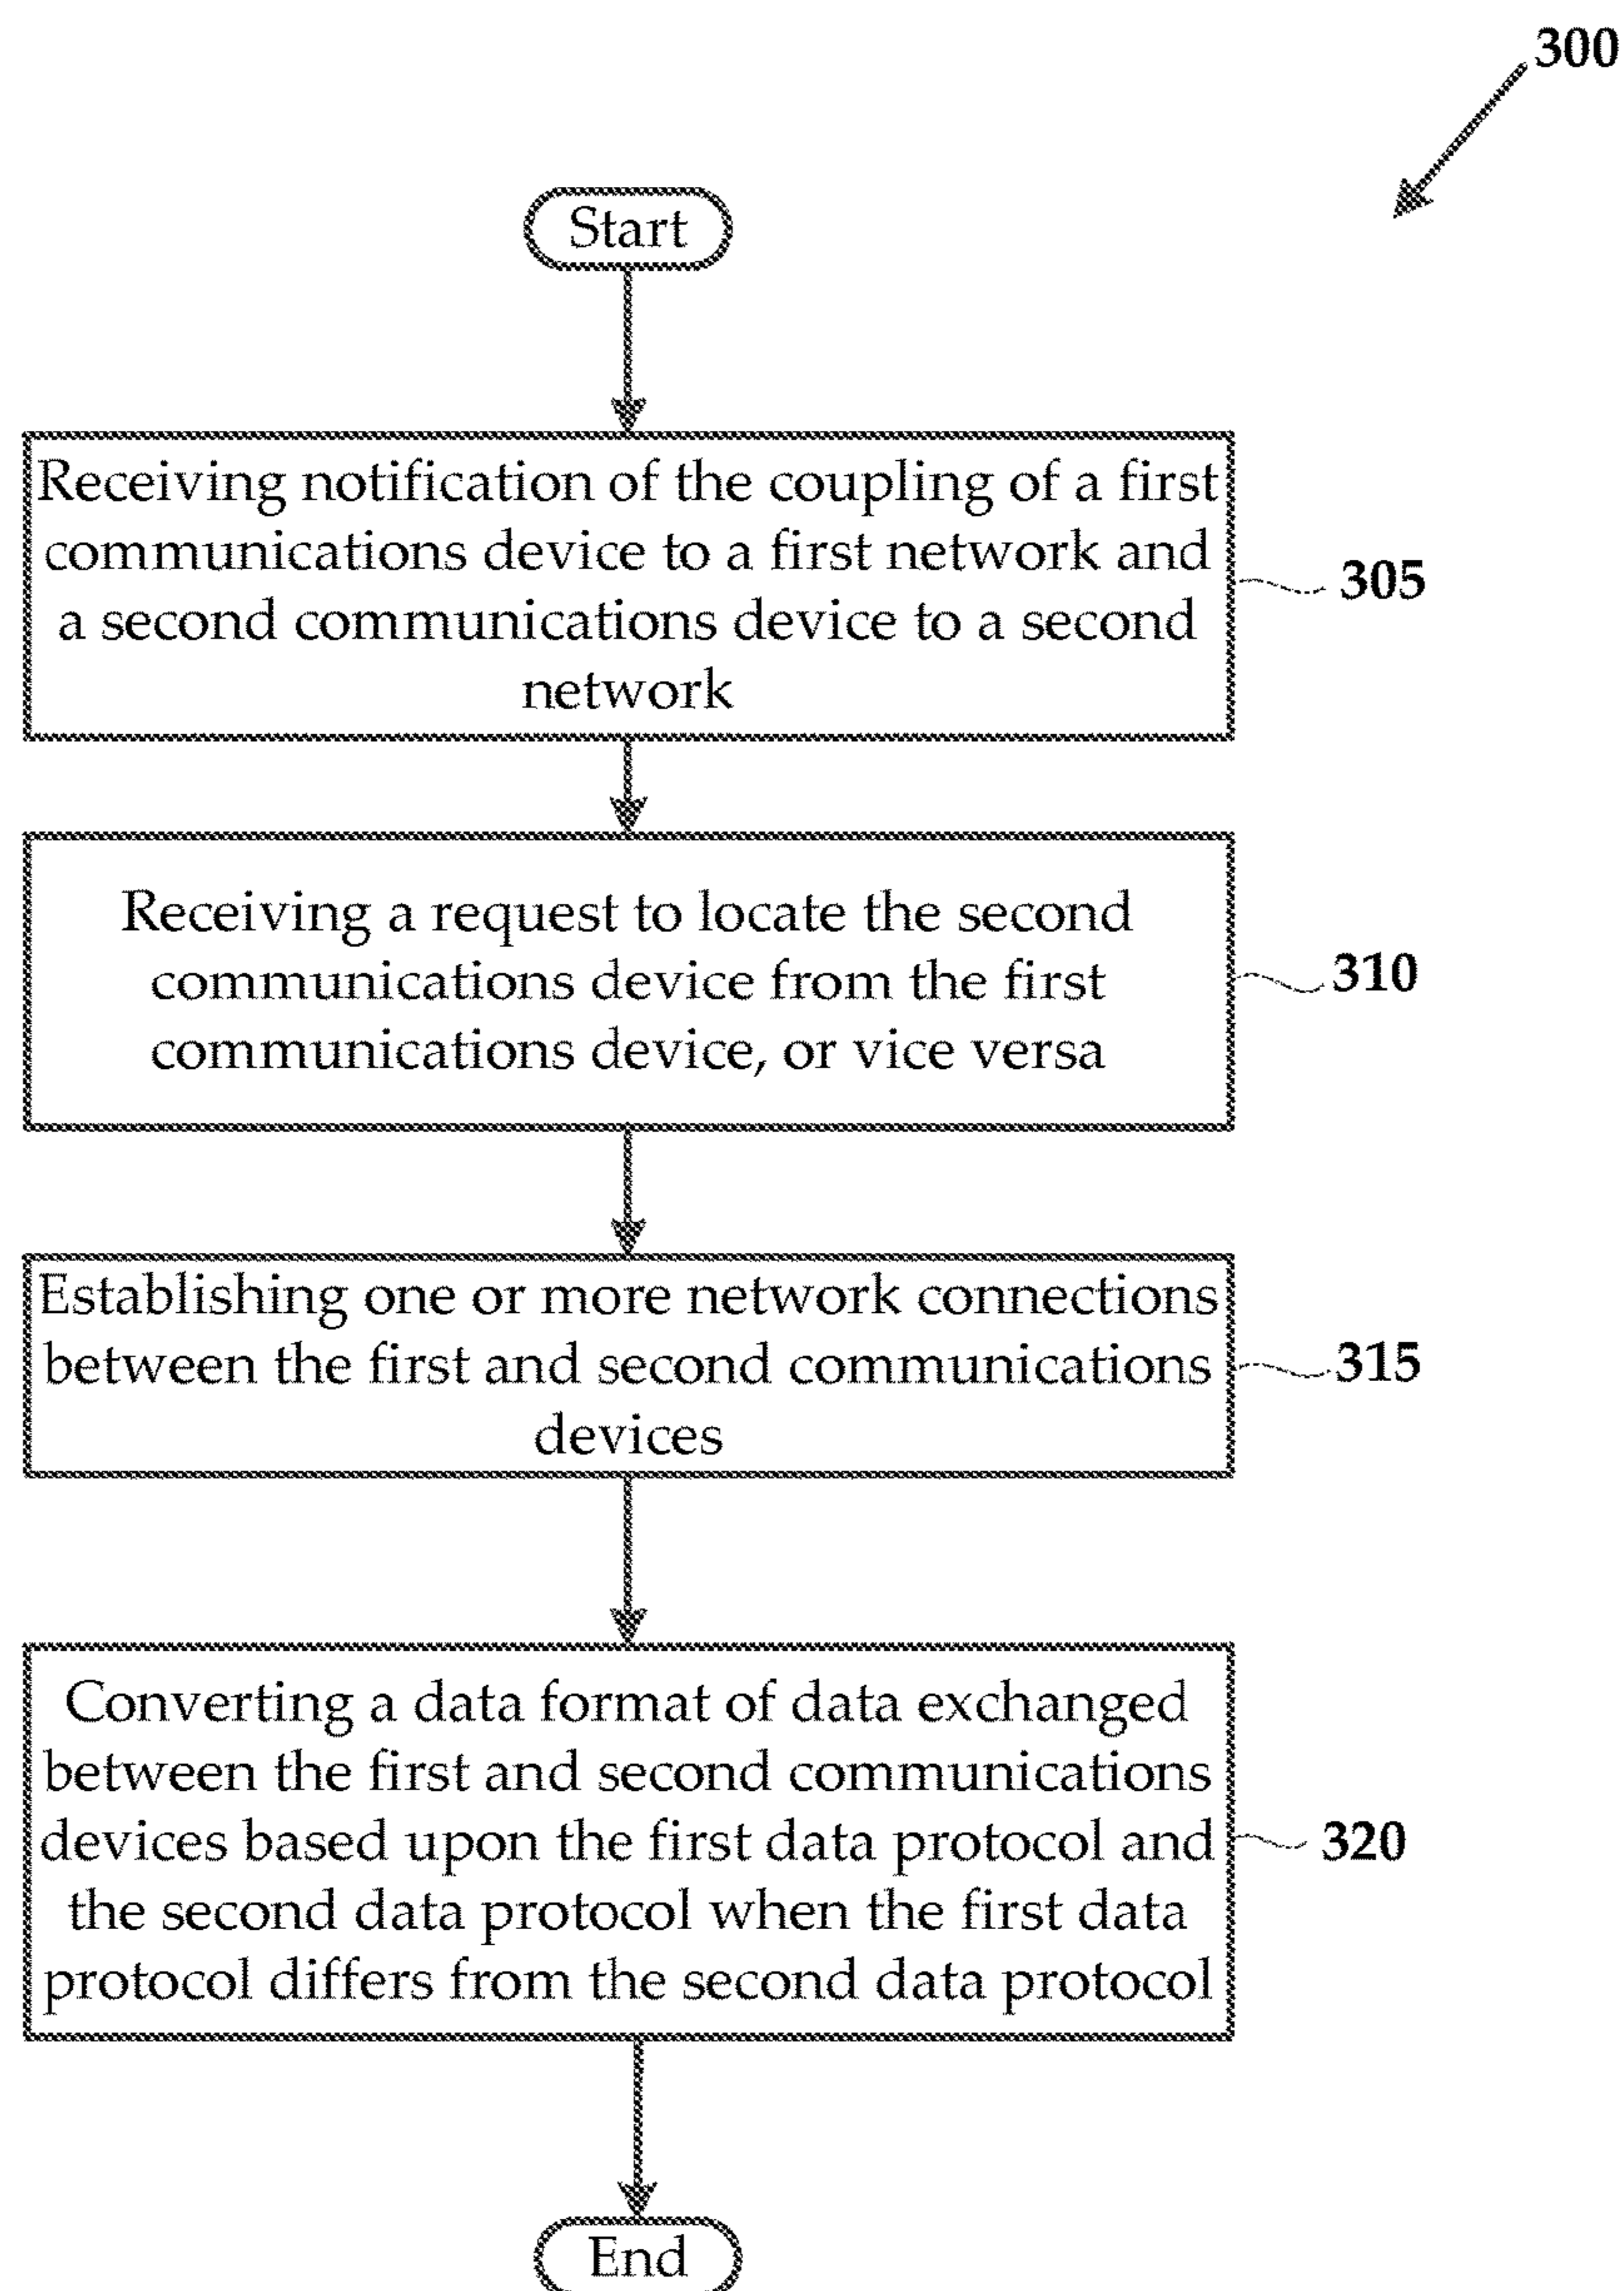 300
Start
Receiving notification of the coupling of a first
communications device to a first network and
a second communications device to a second
network
305
Receiving a request to locate the second
communications device from the first
communications device, or vice versa
310
Establishing one or more network connections
between the first and second communications
devices
315
Converting a data format of data exchanged
between the first and second communications
devices based upon the first data protocol and
the second data protocol when the first data
protocol differs from the second data protocol
320
End